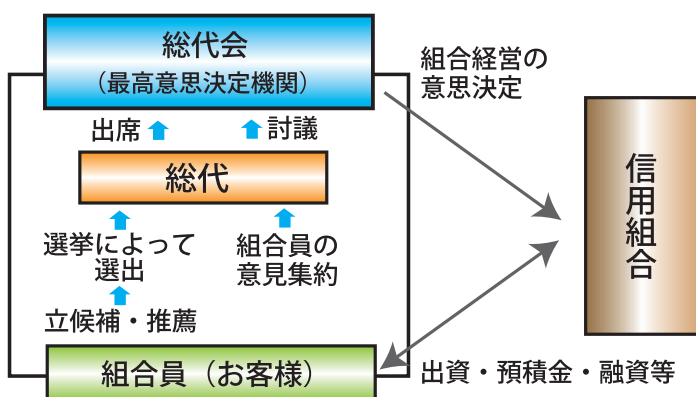 総代会
（最高意思決定機関）
組合経営の
意思決定
出席
討議
総代
信用組合
選挙によって
選出
組合員の
意見集約
立候補・推薦
組合員（お客様）
出資・預積金・融資等